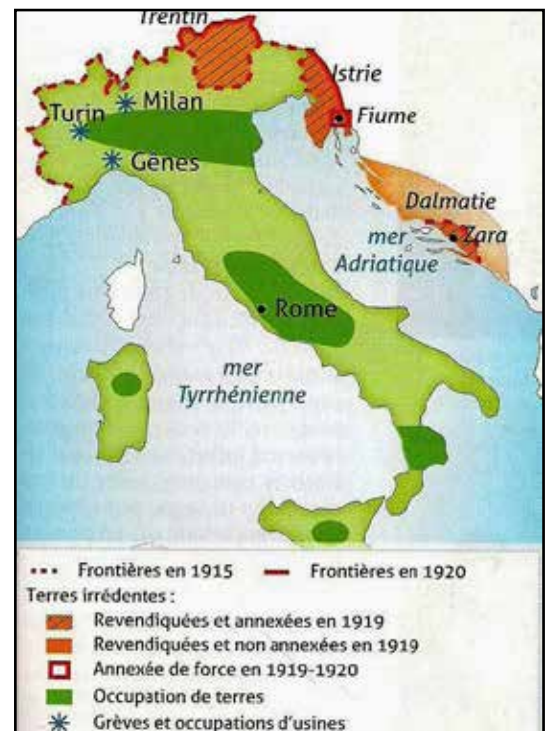 Trentin
Istrie
Milan
Turin
Fiume
Gênes
Dalmatie
mer
Adriatique
Zara
Rome
mer
Tyrrhénienne
Frontières en 1915
Frontières en 1920
Terres irrédentes :
Revendiquées et annexées en 1919
Revendiquées et non annexées en 1919
Annexée de force en 1919-1920
Occupation de terres
Grèves et occupations d'usines